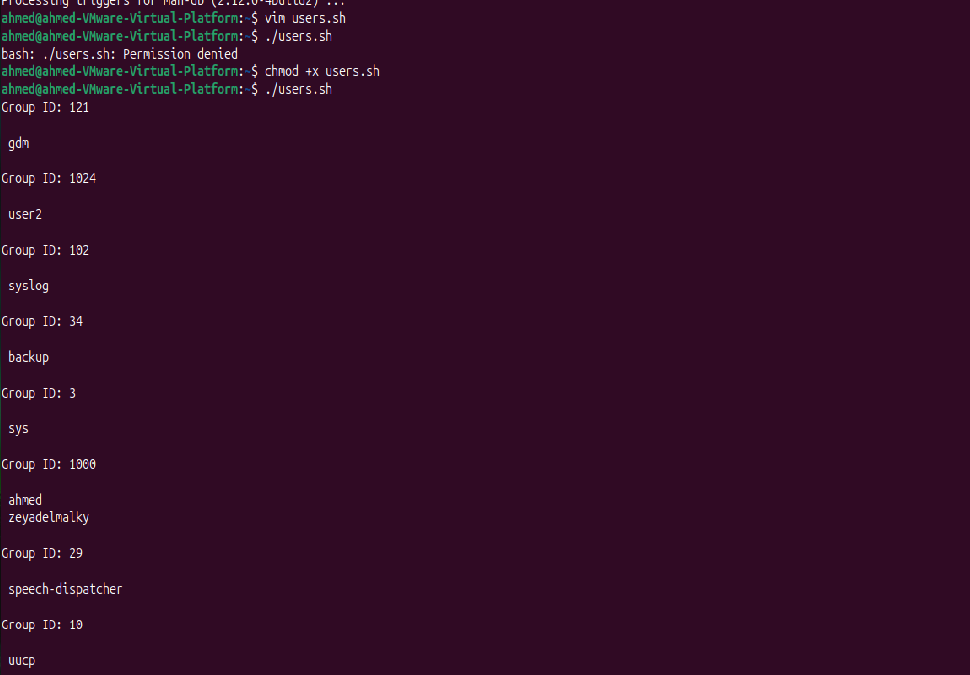 Processing triggers for man-db (2.12.0-4build2) ...
ahmed@ahmed-VMware-Virtual-Platform:~$ vim users.sh
ahmed@ahmed-VMware-Virtual-Platform:~$ ./users.sh
bash: ./users.sh: Permission denied
ahmed@ahmed-VMware-Virtual-Platform:~$ chmod +x users.sh
ahmed@ahmed-VMware-Virtual-Platform:~$ ./users.sh
Group ID: 121
gdm
Group ID: 1024
user2
Group ID: 102
syslog
Group ID: 34
backup
Group ID: 3
sys
Group ID: 1000
ahmed
zeyadelmalky
Group ID: 29
speech-dispatcher
Group ID: 10
uucp